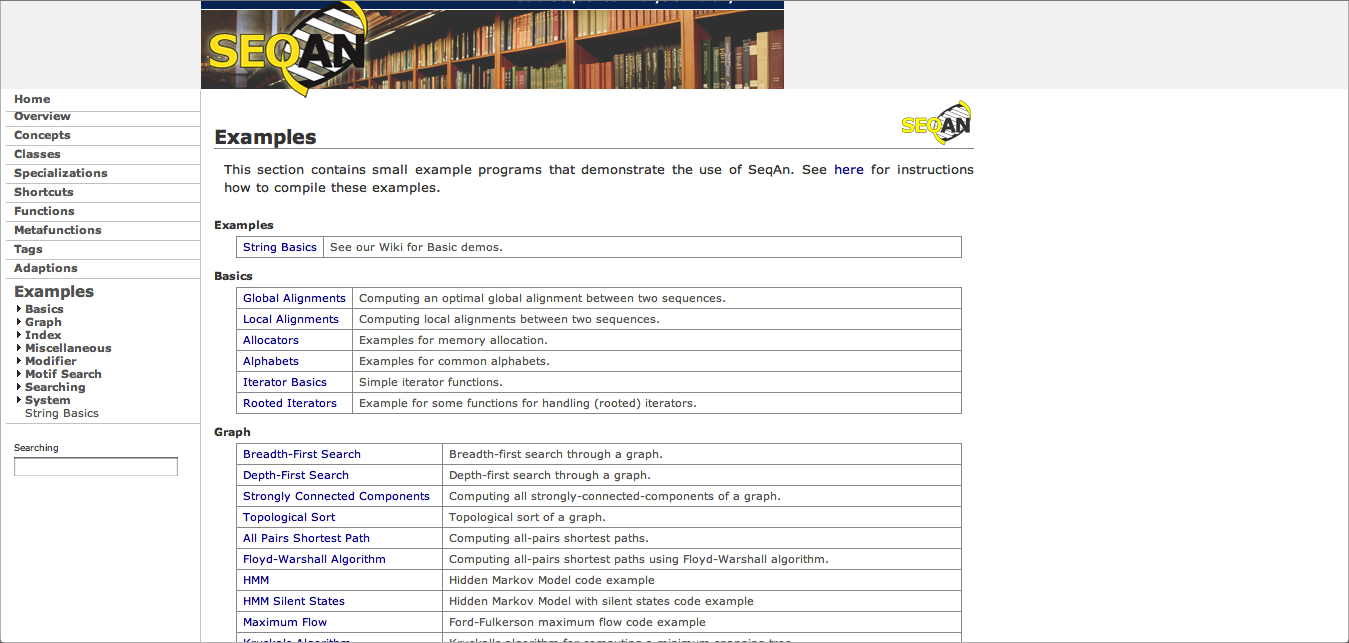 SEQAN
Home
Overview
Concepts
Classes
Specializations
Shortcuts
Functions
Metafunctions
Tags
Adaptions
Examples
Basics
Graph
Index
Miscellaneous
Modifier
Motif Search
Searching
System
String Basics
Searching
SEQAN
Examples
This section contains small example programs that demonstrate the use of SeqAn. See here for instructions
how to compile these examples.
Examples
String Basics See our Wiki for Basic demos.
Basics
Global Alignments Computing an optimal global alignment between two sequences.
Local Alignments Computing local alignments between two sequences.
Allocators Examples for memory allocation.
Alphabets Examples for common alphabets.
Iterator Basics Simple iterator functions.
Rooted Iterators Example for some functions for handling (rooted) iterators.
Graph
Breadth-First Search Breadth-first search through a graph.
Depth-First Search Depth-first search through a graph.
Strongly Connected Components Computing all strongly-connected-components of a graph.
Topological Sort Topological sort of a graph.
All Pairs Shortest Path Computing all-pairs shortest paths.
Floyd-Warshall Algorithm Computing all-pairs shortest paths using Floyd-Warshall algorithm.
HMM Hidden Markov Model code example
HMM Silent States Hidden Markov Model with silent states code example
Maximum Flow Ford-Fulkerson maximum flow code example